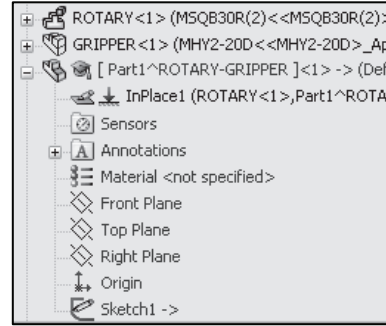 ROTARY<1> (MSQB30R(2)<<MSQB30R(2)>
GRIPPER<1> (MHY2-20D<<MHY2-20D>_Ap
[ Part1^ROTARY-GRIPPER ]<1> -> (Def
InPlace1 (ROTARY<1>,Part1^ROTA
Sensors
A Annotations
Material <not specified>
Front Plane
Top Plane
Right Plane
Origin
Sketch1 ->